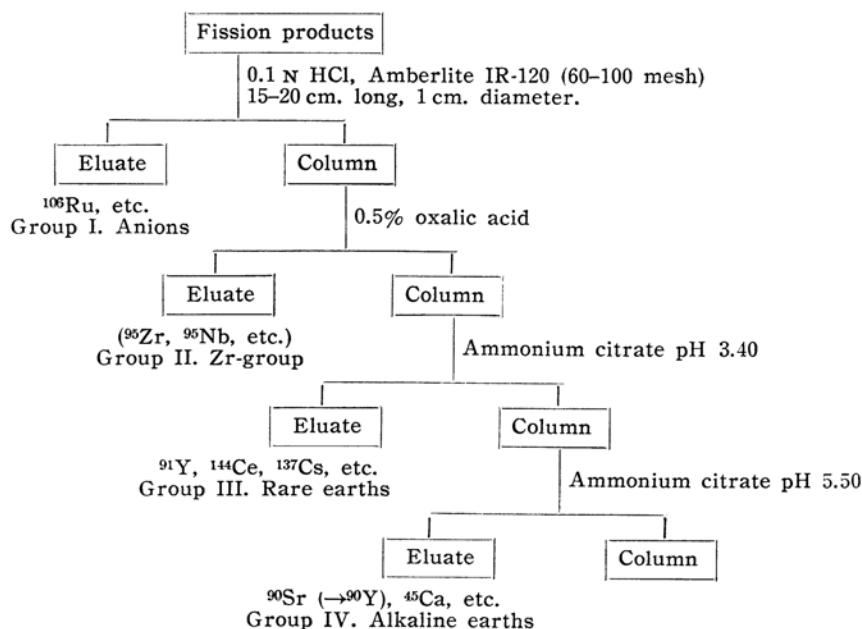 Fission products
0.1 N HCl, Amberlite IR-120 (60–100 mesh)
15–20 cm. long, 1 cm. diameter.
Eluate
Column
¹⁰⁶Ru, etc.
Group I. Anions
0.5% oxalic acid
Eluate
Column
(⁹⁵Zr, ⁹⁵Nb, etc.)
Group II. Zr-group
Ammonium citrate pH 3.40
Eluate
Column
⁹¹Y, ¹⁴⁴Ce, ¹³⁷Cs, etc.
Group III. Rare earths
Ammonium citrate pH 5.50
Eluate
Column
⁹⁰Sr (→⁹⁰Y), ⁴⁵Ca, etc.
Group IV. Alkaline earths